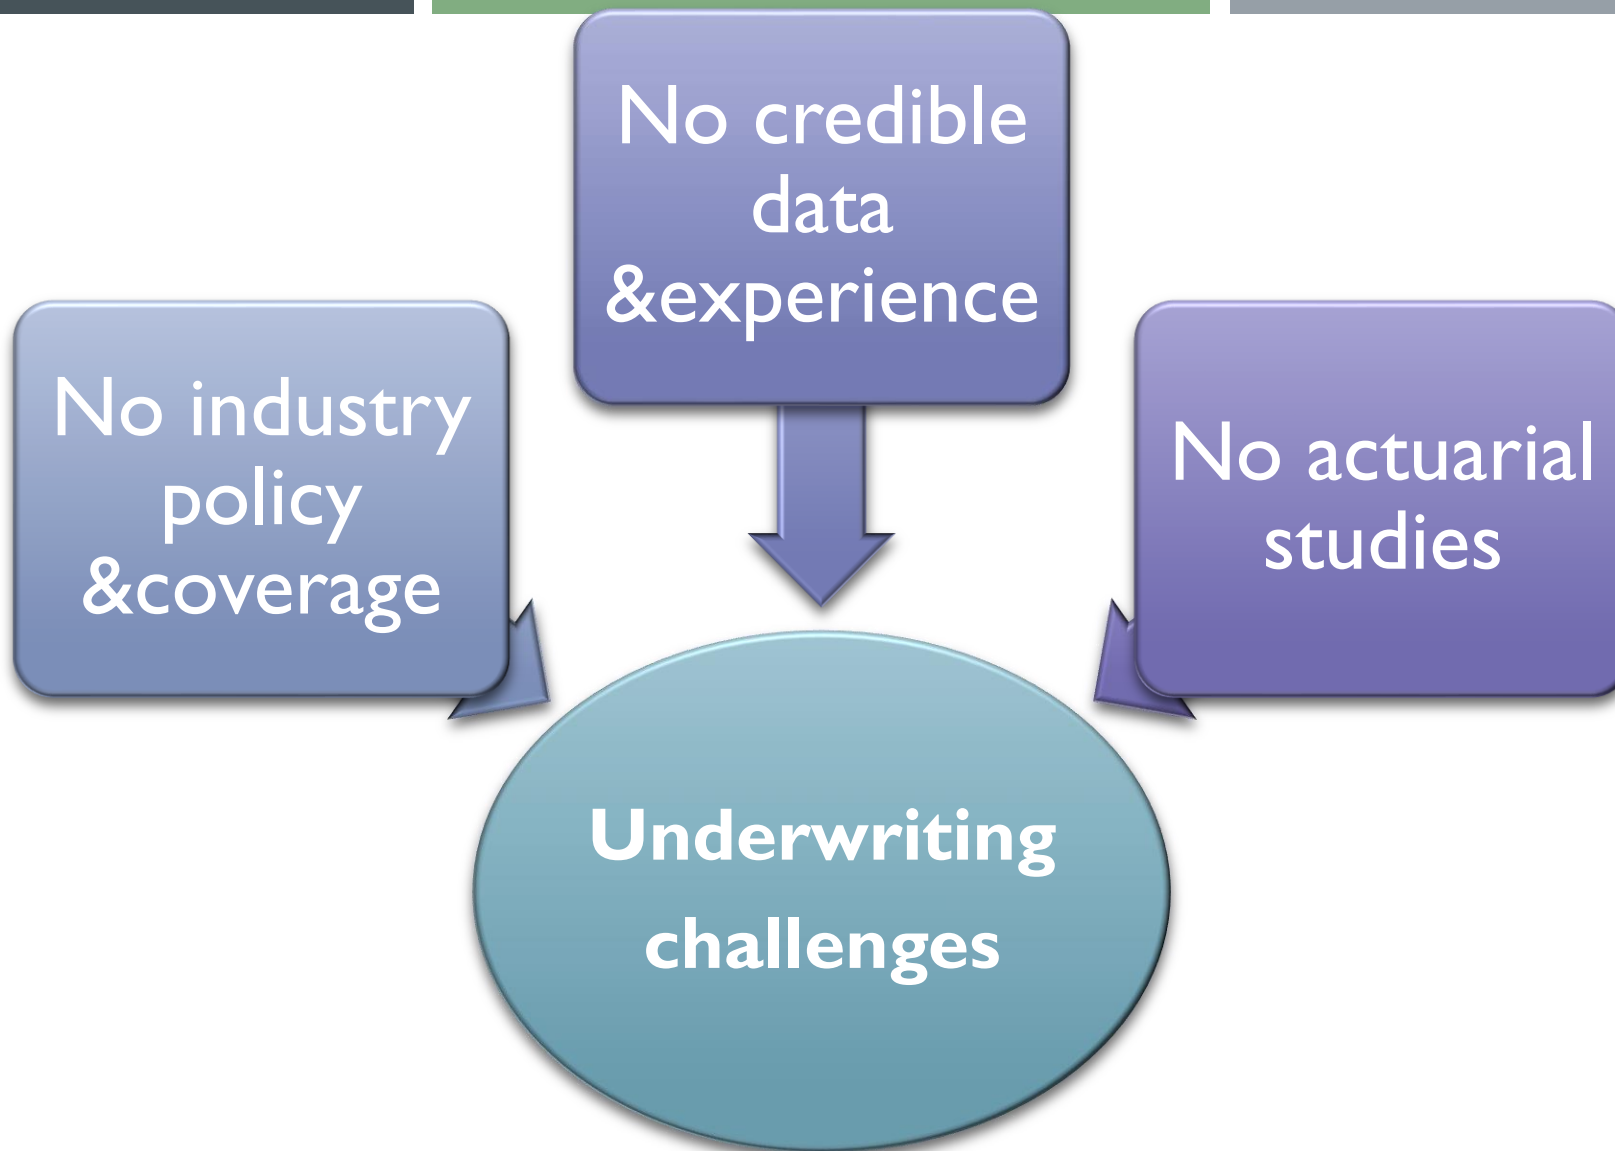 No credible
data
&experience
No industry
policy
&coverage
No actuarial
studies
Underwriting
challenges